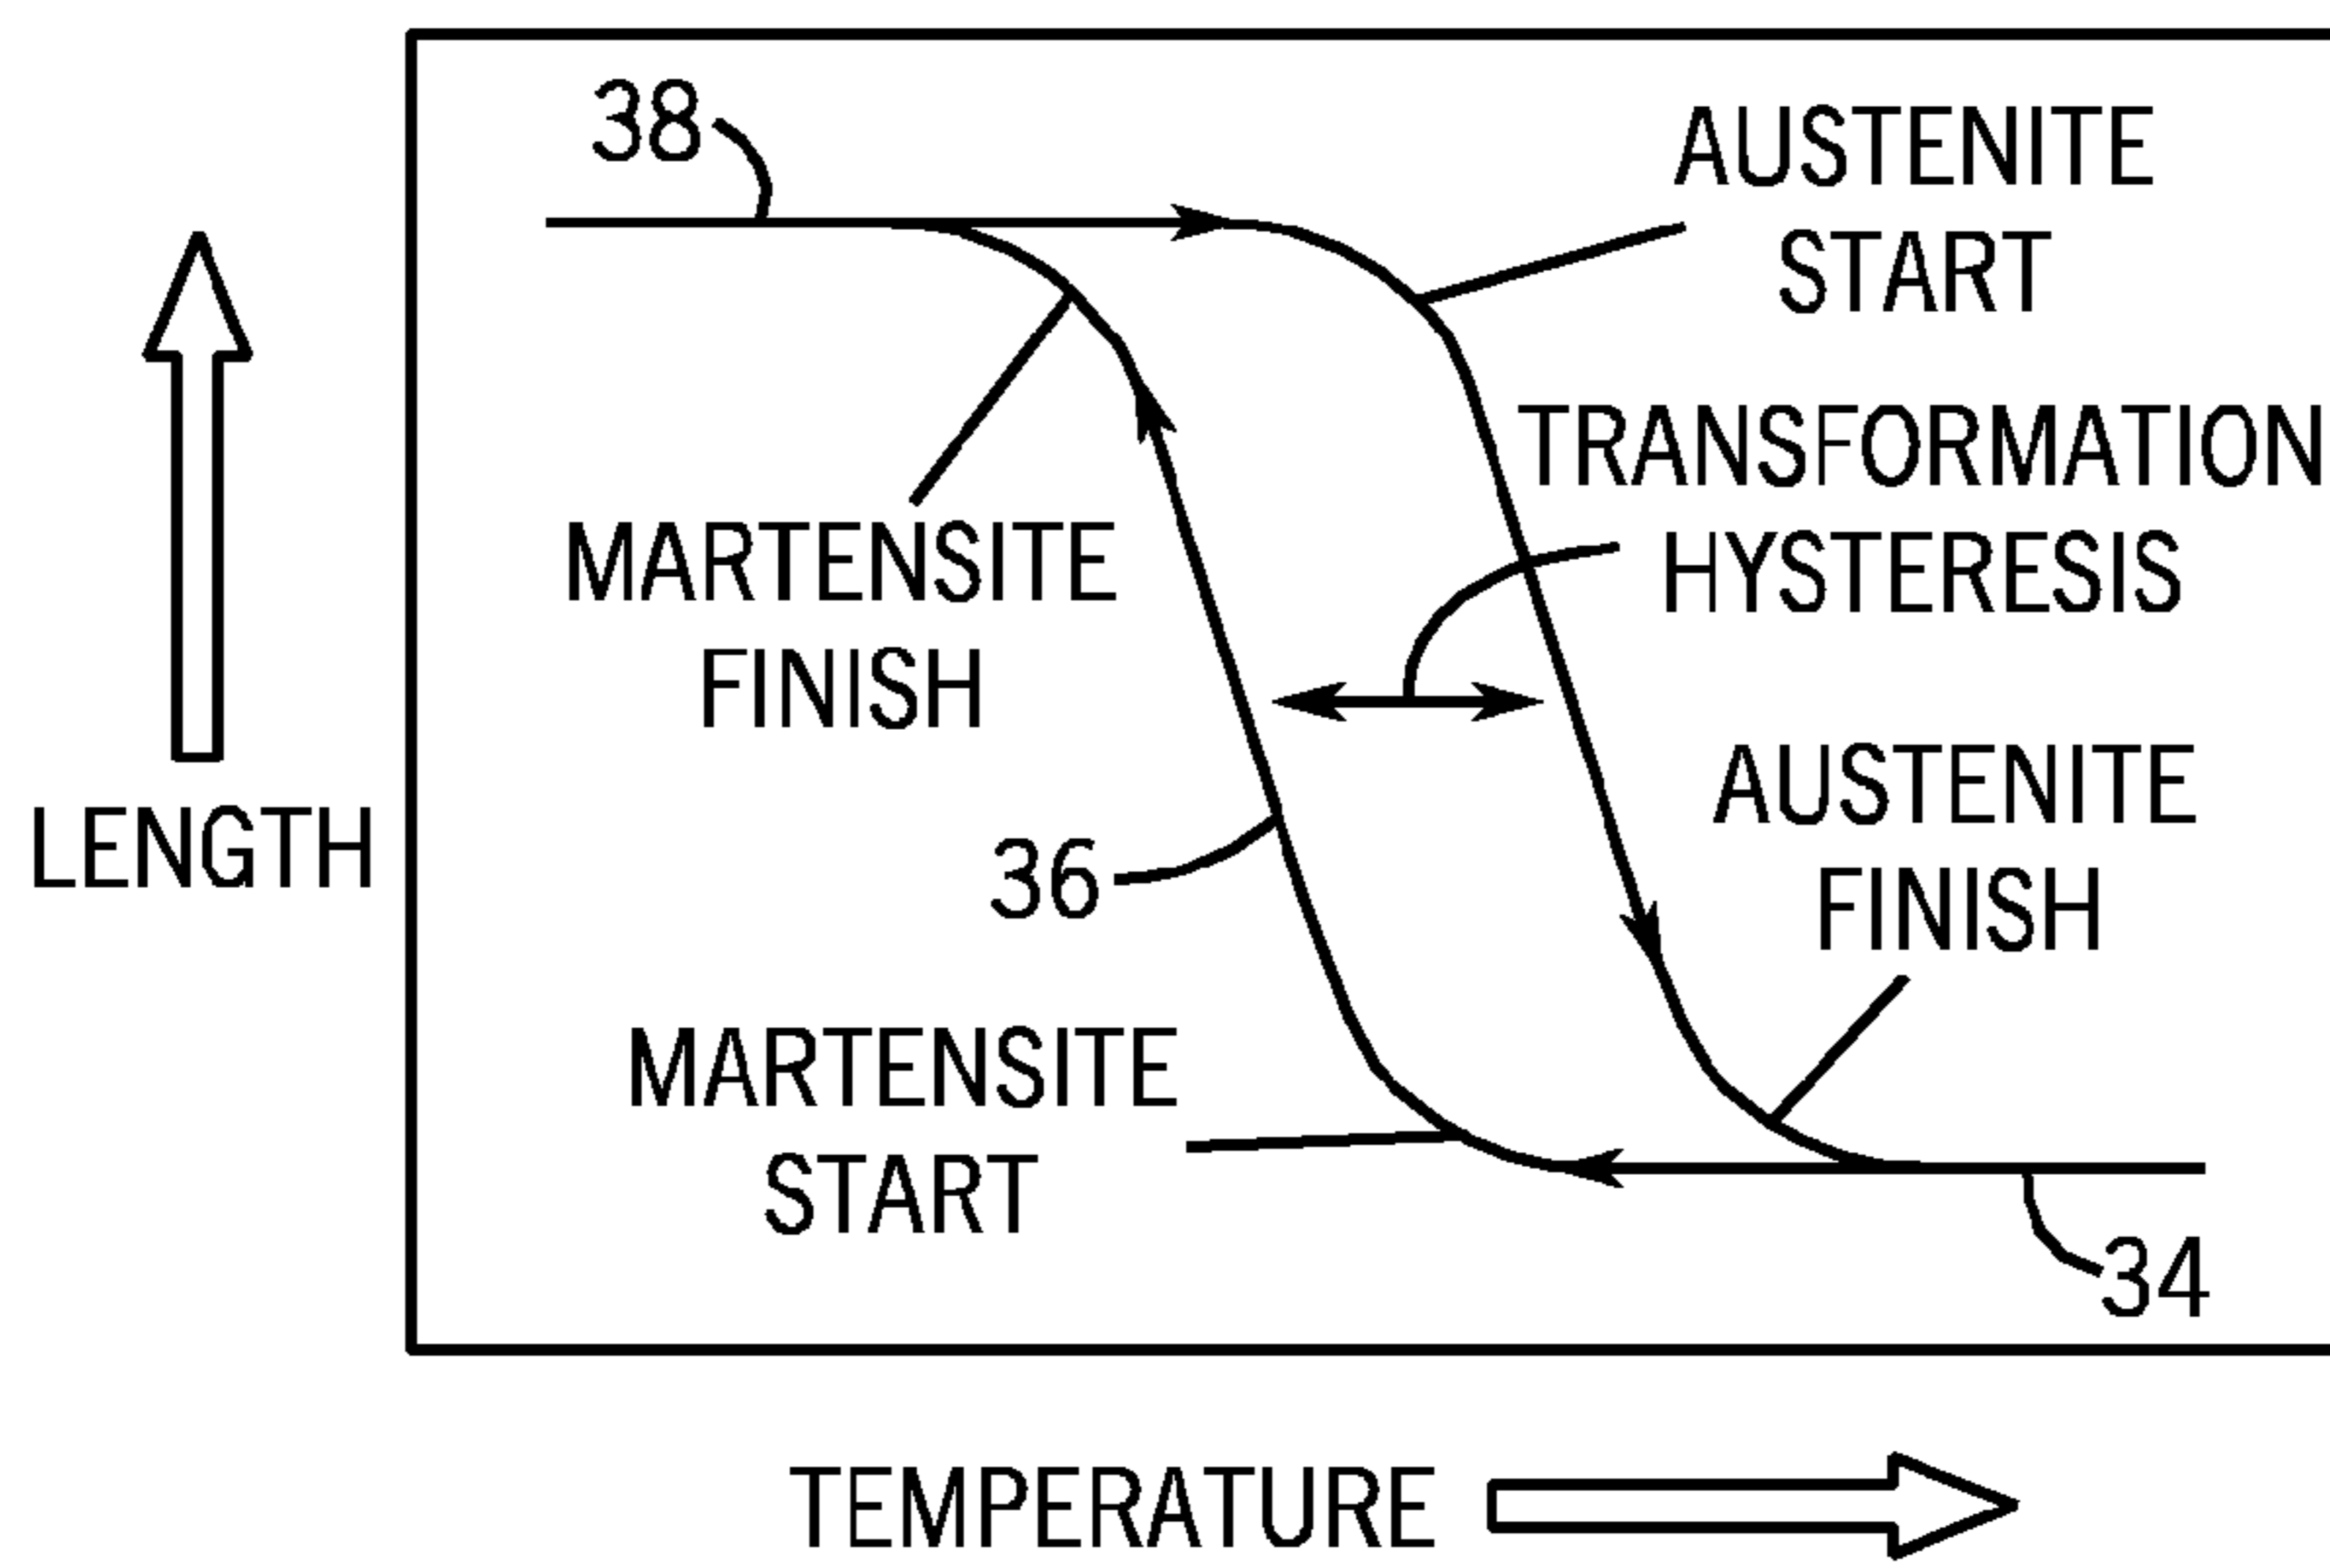 38
AUSTENITE
START
TRANSFORMATION
HYSTERESIS
MARTENSITE
FINISH
LENGTH
AUSTENITE
FINISH
36
MARTENSITE
START
34
TEMPERATURE